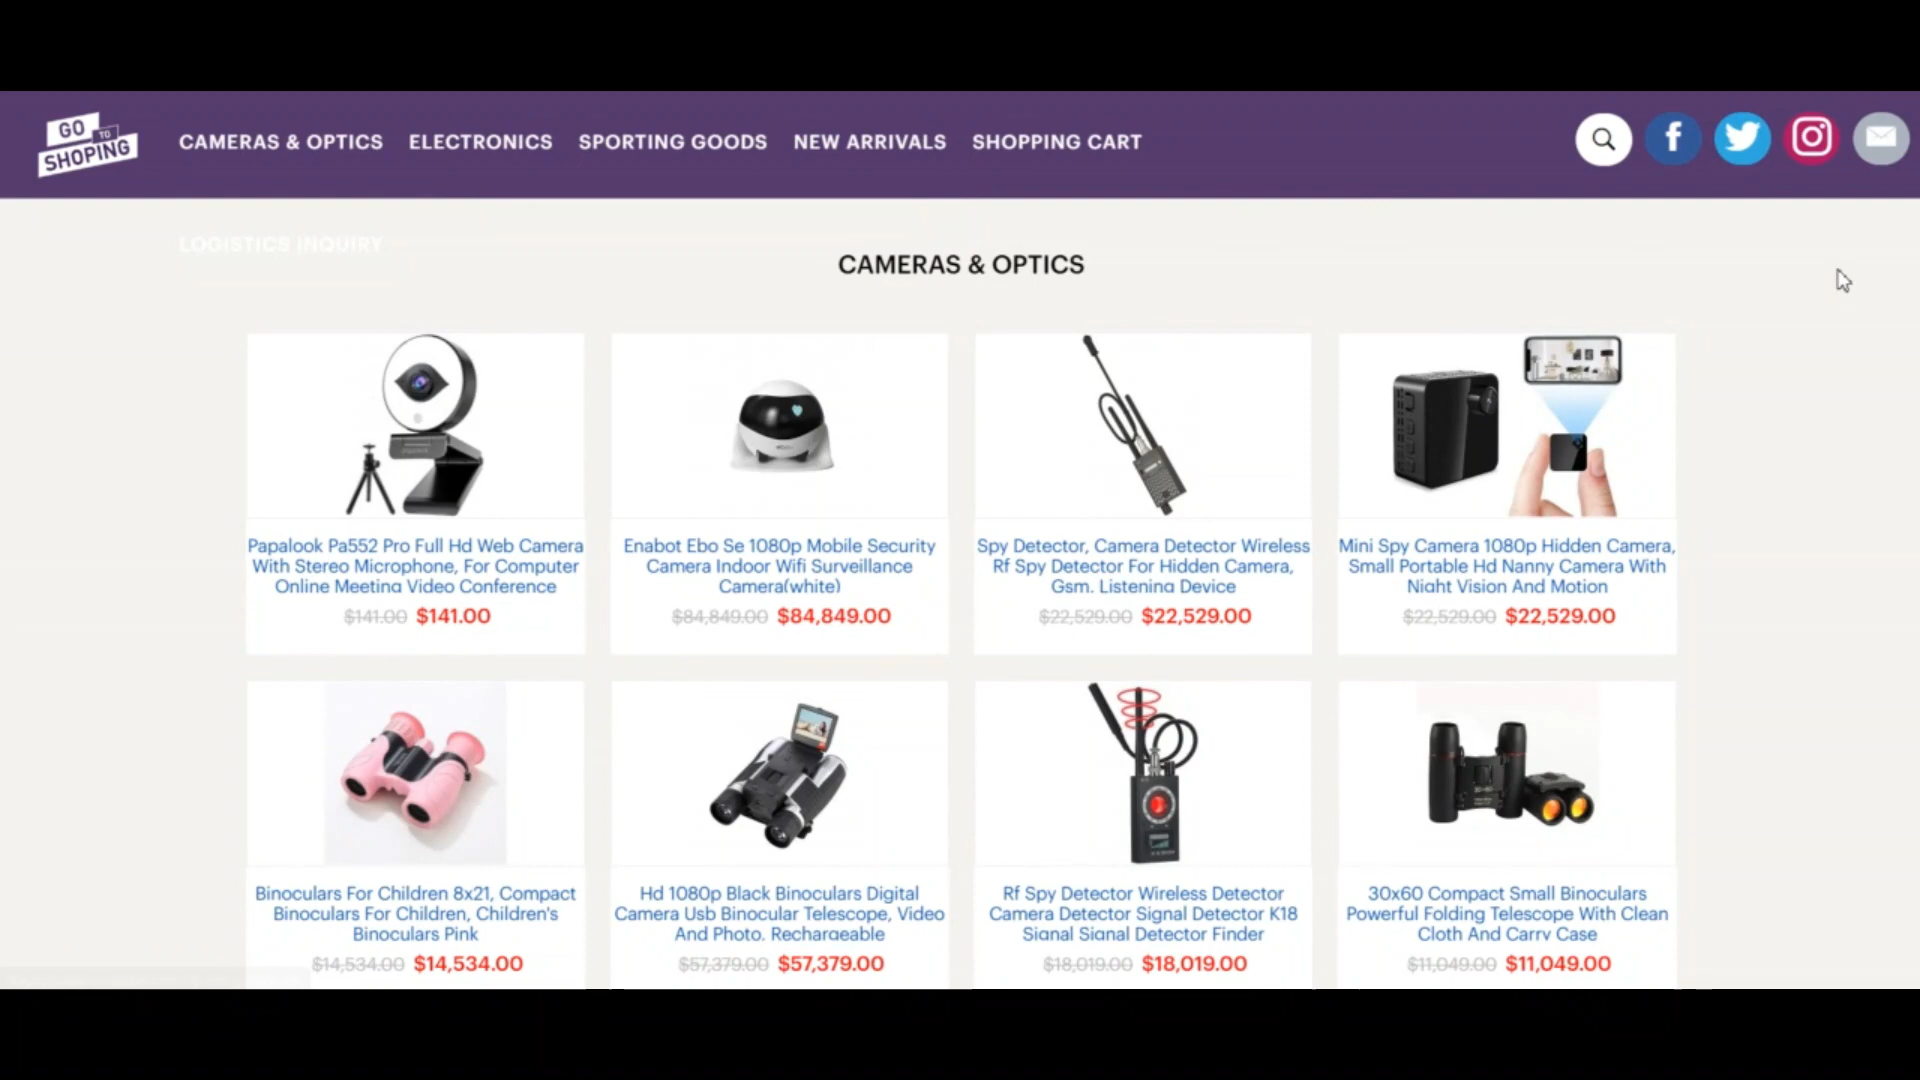 GO
TO
SHOPING
CAMERAS & OPTICS
ELECTRONICS
SPORTING GOODS
NEW ARRIVALS
SHOPPING CART
LOGISTICS INQUIRY
CAMERAS & OPTICS
Papalook Pa552 Pro Full Hd Web Camera
With Stereo Microphone, For Computer
Online Meeting Video Conference
$141.00 $141.00
Enabot Ebo Se 1080p Mobile Security
Camera Indoor Wifi Surveillance
Camera(white)
$84,849.00 $84,849.00
Spy Detector, Camera Detector Wireless
Rf Spy Detector For Hidden Camera,
Gsm, Listening Device
$22,529.00 $22,529.00
Mini Spy Camera 1080p Hidden Camera,
Small Portable Hd Nanny Camera With
Night Vision And Motion
$22,529.00 $22,529.00
Binoculars For Children 8x21, Compact
Binoculars For Children, Children's
Binoculars Pink
$14,534.00 $14,534.00
Hd 1080p Black Binoculars Digital
Camera Usb Binocular Telescope, Video
And Photo, Rechargeable
$57,379.00 $57,379.00
Rf Spy Detector Wireless Detector
Camera Detector Signal Detector K18
Signal Signal Detector Finder
$18,019.00 $18,019.00
30x60 Compact Small Binoculars
Powerful Folding Telescope With Clean
Cloth And Carry Case
$11,049.00 $11,049.00